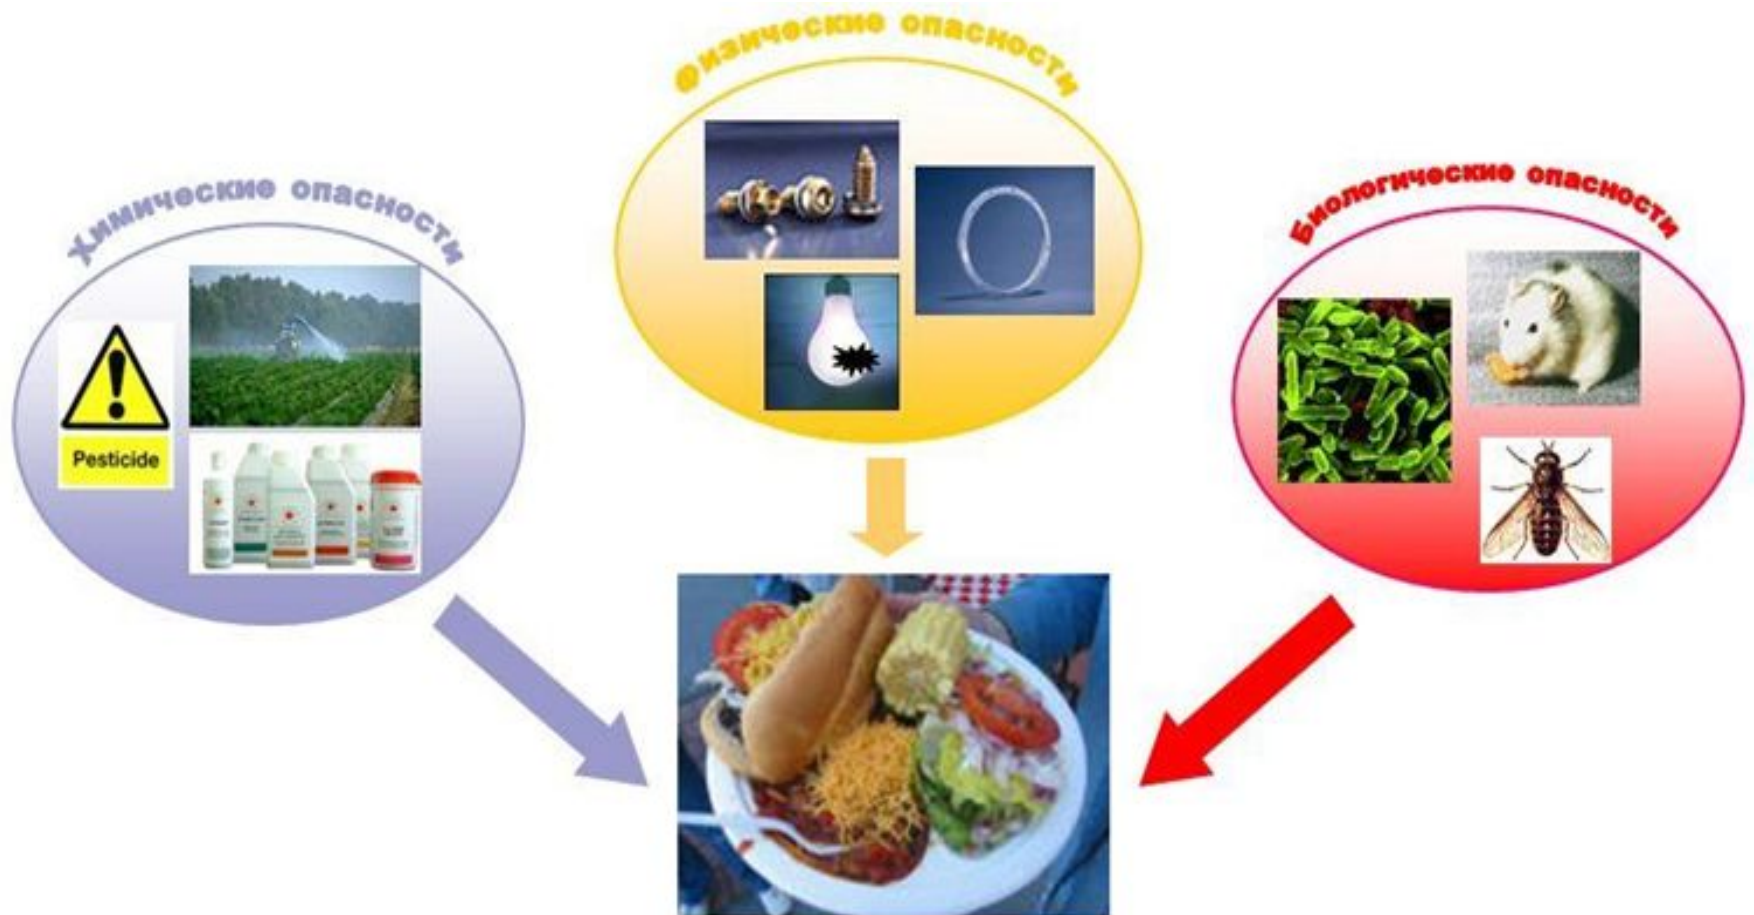 Физические опасности
Химические опасности
Биологические опасности
Pesticide